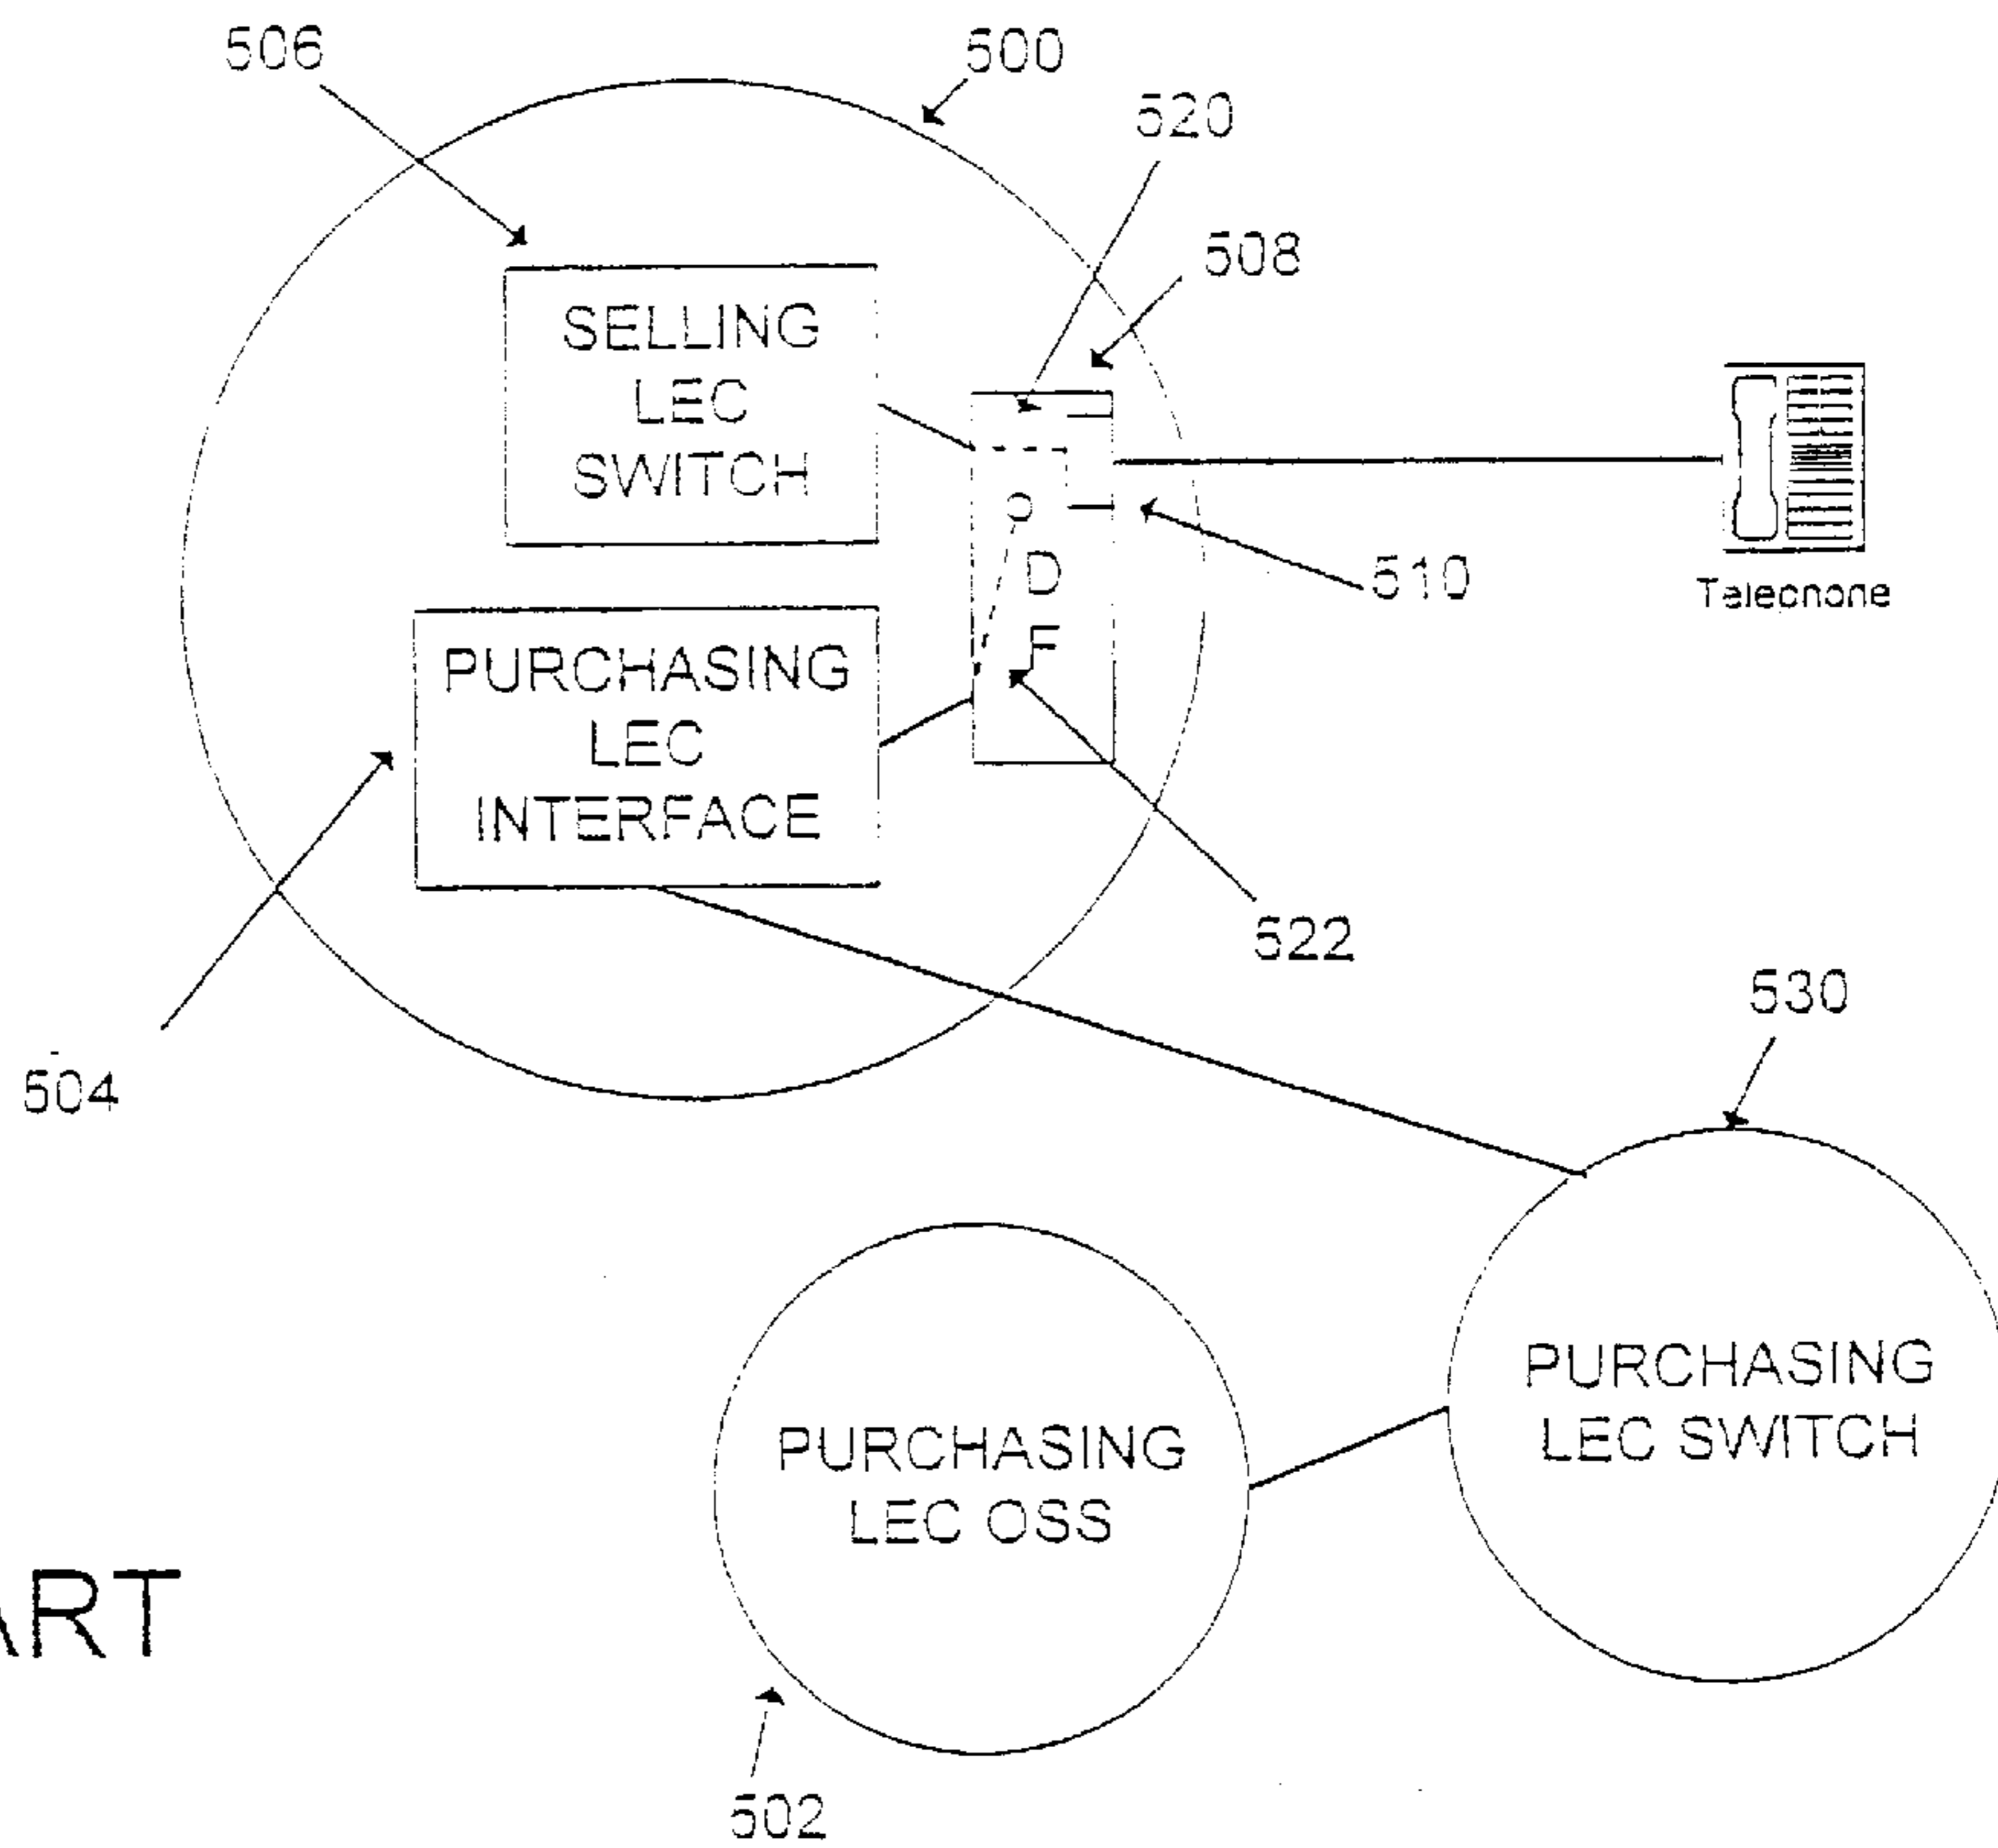 506
500
520
508
SELLING
LEC
SWITCH
D
F
510
Telephone
PURCHASING
LEC
INTERFACE
522
504
530
PURCHASING
LEC SWITCH
PURCHASING
LEC OSS
ART
502